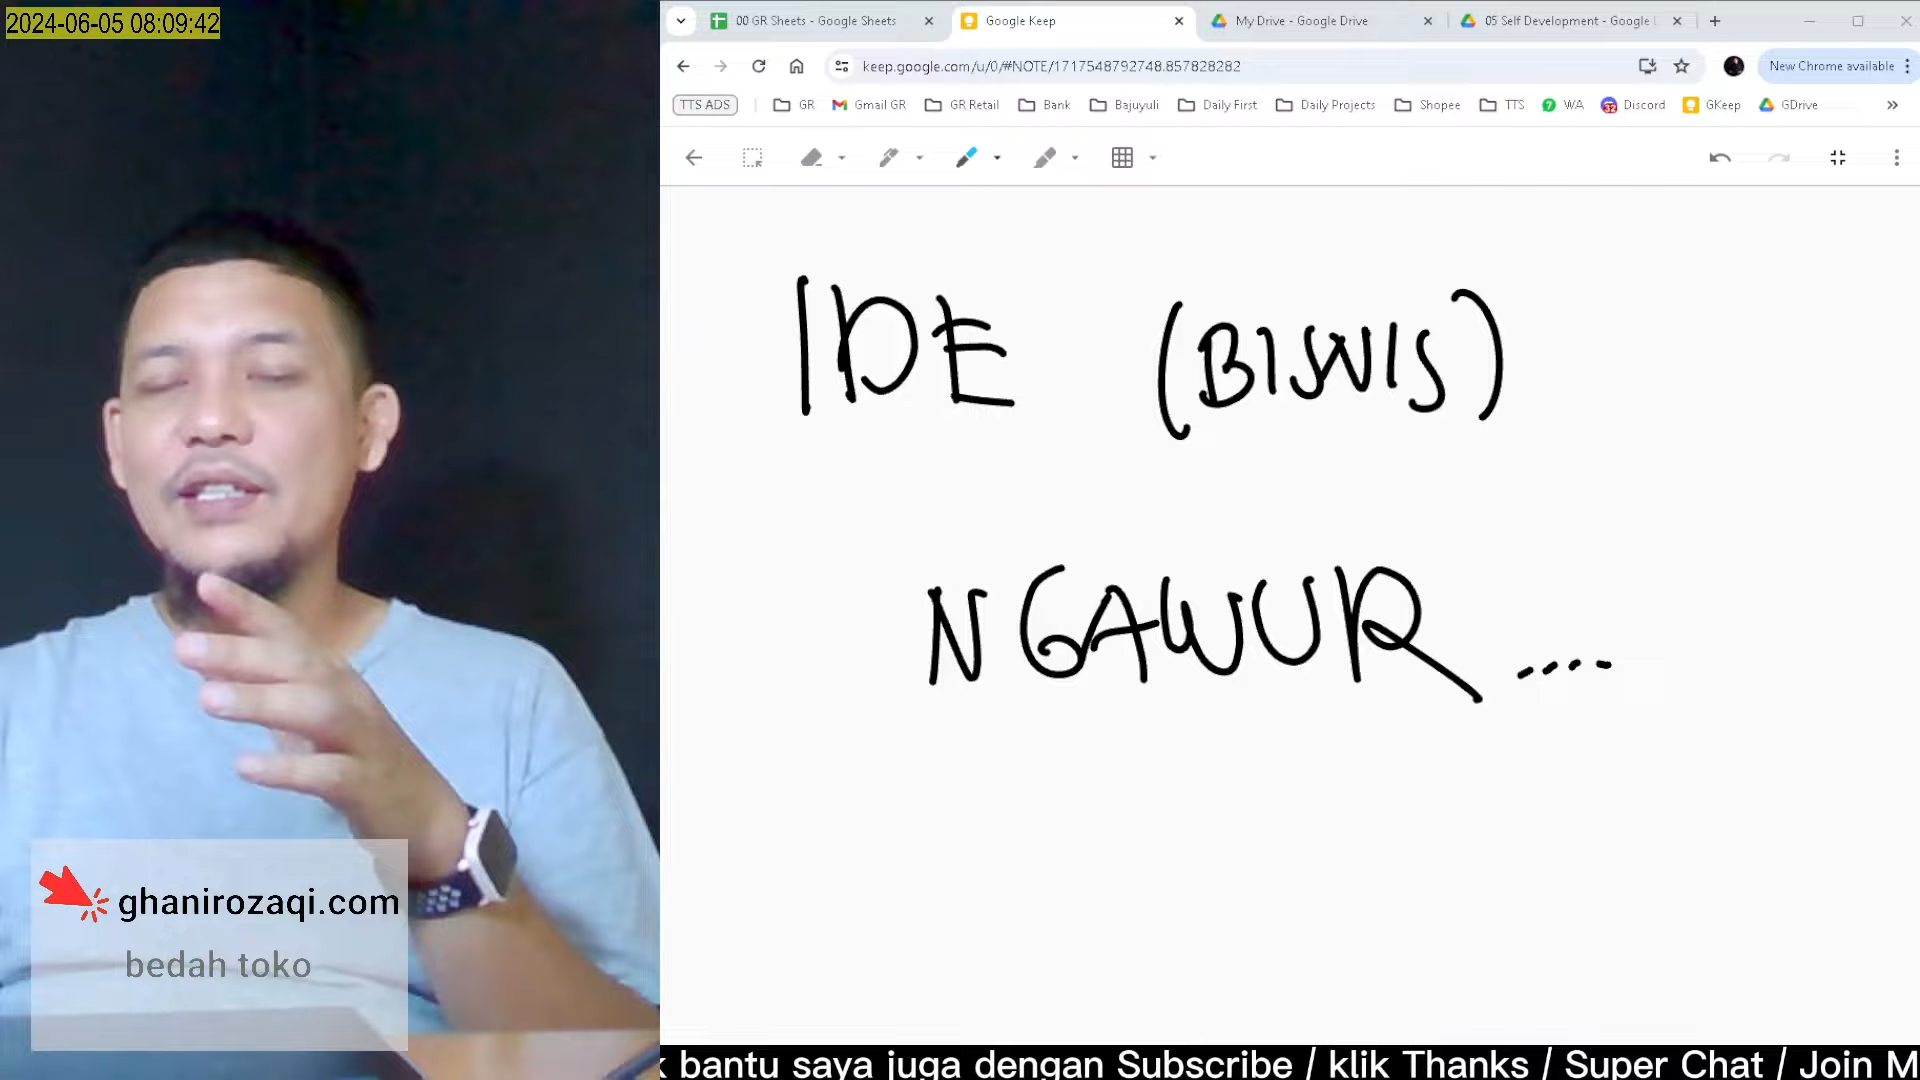 2024-06-05 08:09:42
00 GR Sheets - Google Sheets
Google Keep
My Drive - Google Drive
05 Self Development - Google
keep.google.com/u/0/#NOTE/1717548792748.857828282
New Chrome available
TTS ADS
GR
Gmail GR
GR Retail
Bank
Bajuyuli
Daily First
Daily Projects
Shopee
TTS
WA
Discord
GKeep
GDrive
IDE (BISNIS)
NGAWUR ....
ghanirozaqi.com
bedah toko
k bantu saya juga dengan Subscribe / klik Thanks / Super Chat / Join M